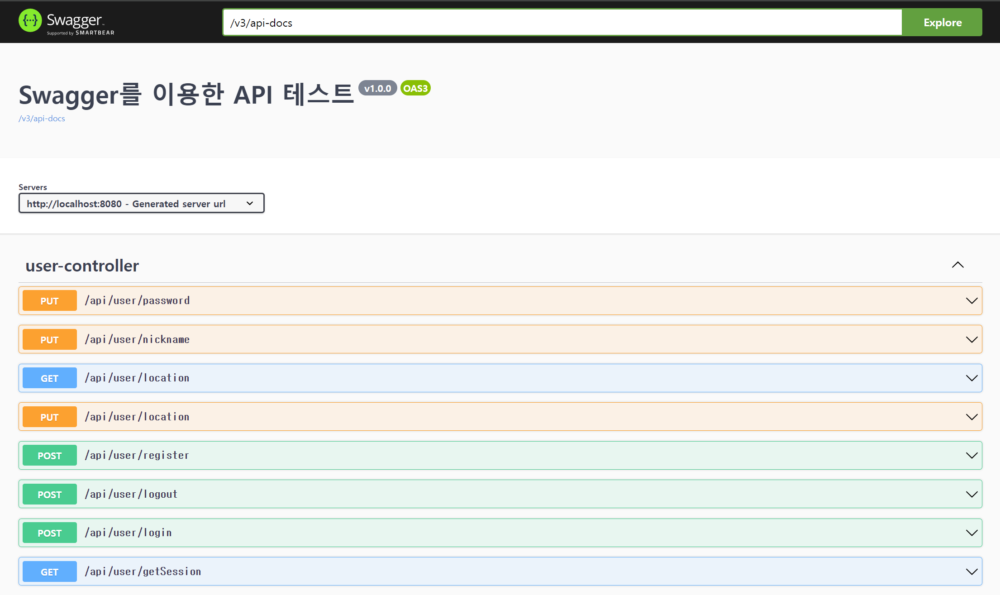 Swagger™
Supported by SMARTBEAR
/v3/api-docs
Explore
Swagger를 이용한 API 테스트 v1.0.0 OAS3
/v3/api-docs
Servers
http://localhost:8080 - Generated server url
user-controller
PUT /api/user/password
PUT /api/user/nickname
GET /api/user/location
PUT /api/user/location
POST /api/user/register
POST /api/user/logout
POST /api/user/login
GET /api/user/getSession